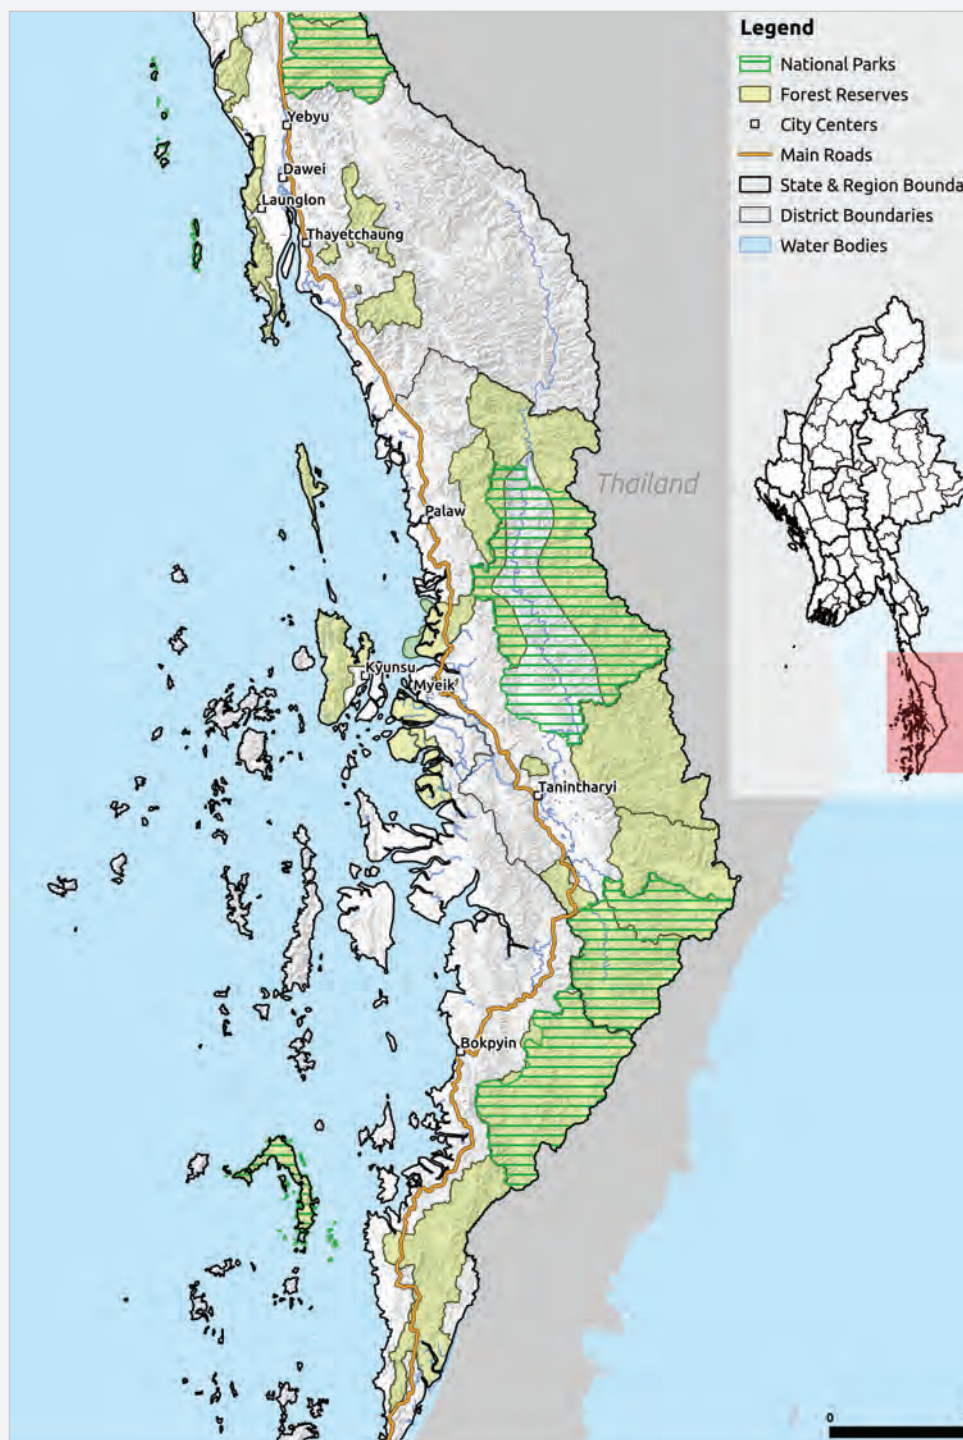 Legend
National Parks
Forest Reserves
City Centers
Main Roads
State & Region Bounda
District Boundaries
Water Bodies
Yebyu
Dawei
Launglon
Thayetchaung
Thailand
Palaw
Kyunsu
Myeik
Tanintharyi
Bokpyin
0